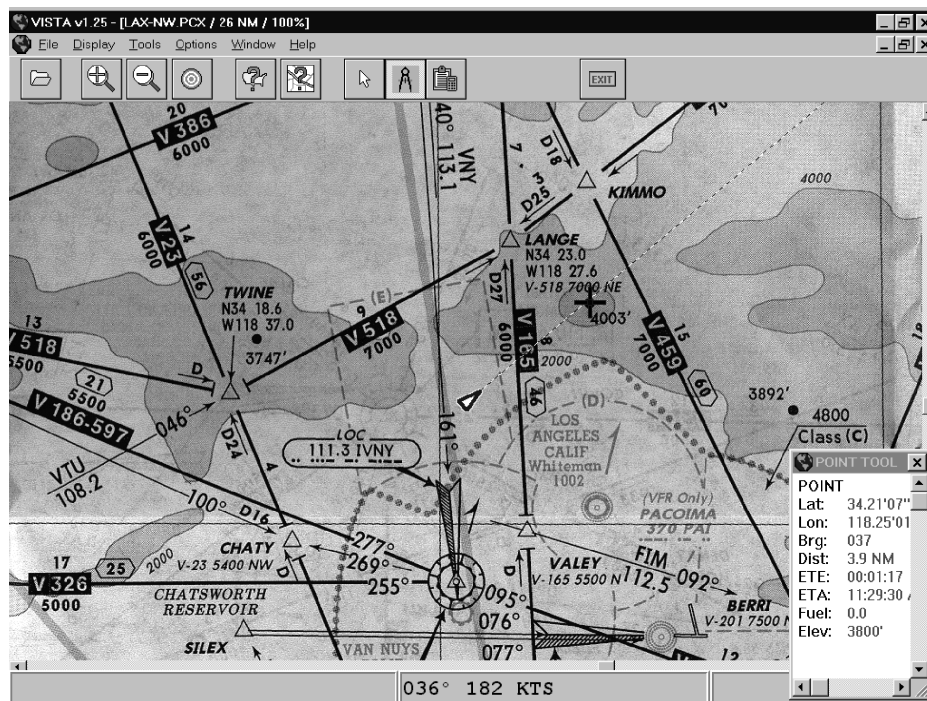 VISTA v1.25 - [LAX-NW.PCX / 26 NM / 100%]
File Display Tools Options Window Help
EXIT
20
V 386
6000
40°
VNY
113.1
7
3
D18
D25
KIMMO
4000
14
V 23
6000
56
LANGE
N34 23.0
W118 27.6
V-518 7000 NE
4003'
TWINE
N34 18.6
W118 37.0
3747'
(E)
9
V 518
7000
D27
6000
V 165
8
2000
46
15
V 459
7000
60
13
V 518
5500
21
5500
D
V 186-597
046°
VTU
108.2
D24
4
LOC
111.3 IVNY
161°
(D)
LOS
ANGELES
CALIF
Whiteman
1002
3892'
4800
Class (C)
(VFR Only)
PACOIMA
370 PAI
100°
D16
CHATY
V-23 5400 NW
277°
269°
255°
17
V 326
5000
25
2000
D
CHATSWORTH
RESERVOIR
095°
076°
077°
D
VALEY
V-165 5500 N
FIM
112.5
092°
BERRI
V-201 7500 N
SILEX
VAN NUYS
12
18
POINT TOOL
POINT
Lat: 34.21'07"
Lon: 118.25'01
Brg: 037
Dist: 3.9 NM
ETE: 00:01:17
ETA: 11:29:30
Fuel: 0.0
Elev: 3800'
036° 182 KTS